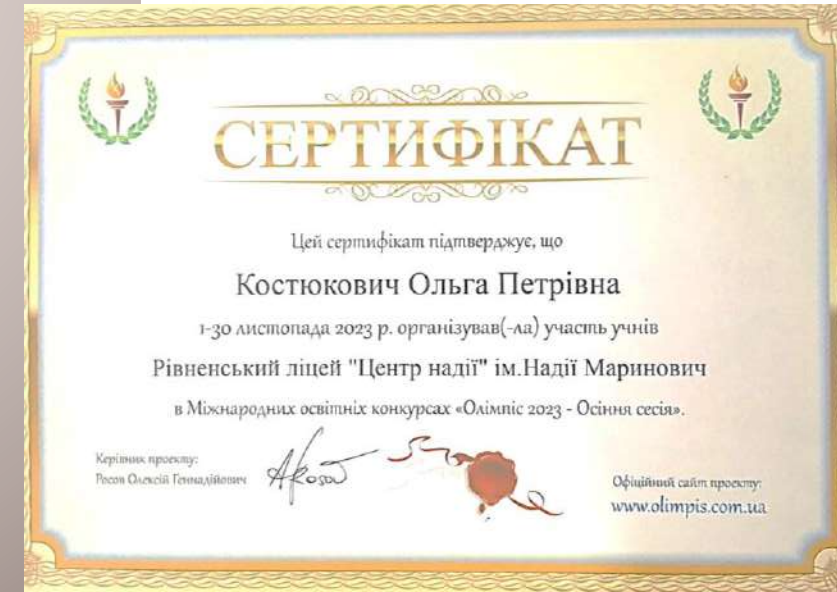 СЕРТИФІКАТ
Цей сертифікат підтверджує, що
Костюкович Ольга Петрівна
1-30 листопада 2023 р. організував(-ла) участь учнів
Рівненський ліцей "Центр надії" ім.Надії Маринович
в Міжнародних освітніх конкурсах «Олімпіс 2023 - Осіння сесія».
Керівник проекту:
Росов Олексій Геннадійович
Офіційний сайт проекту:
www.olimpis.com.ua